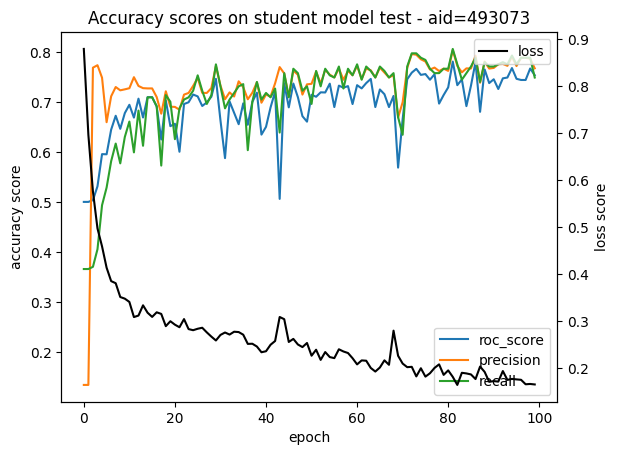 Accuracy scores on student model test - aid=493073
loss
0.8
0.7
0.6
0.5
0.4
0.3
0.2
accuracy score
0.9
0.8
0.7
0.6
0.5
0.4
0.3
0.2
loss score
roc_score
precision
recall
0 20 40 60 80 100
epoch